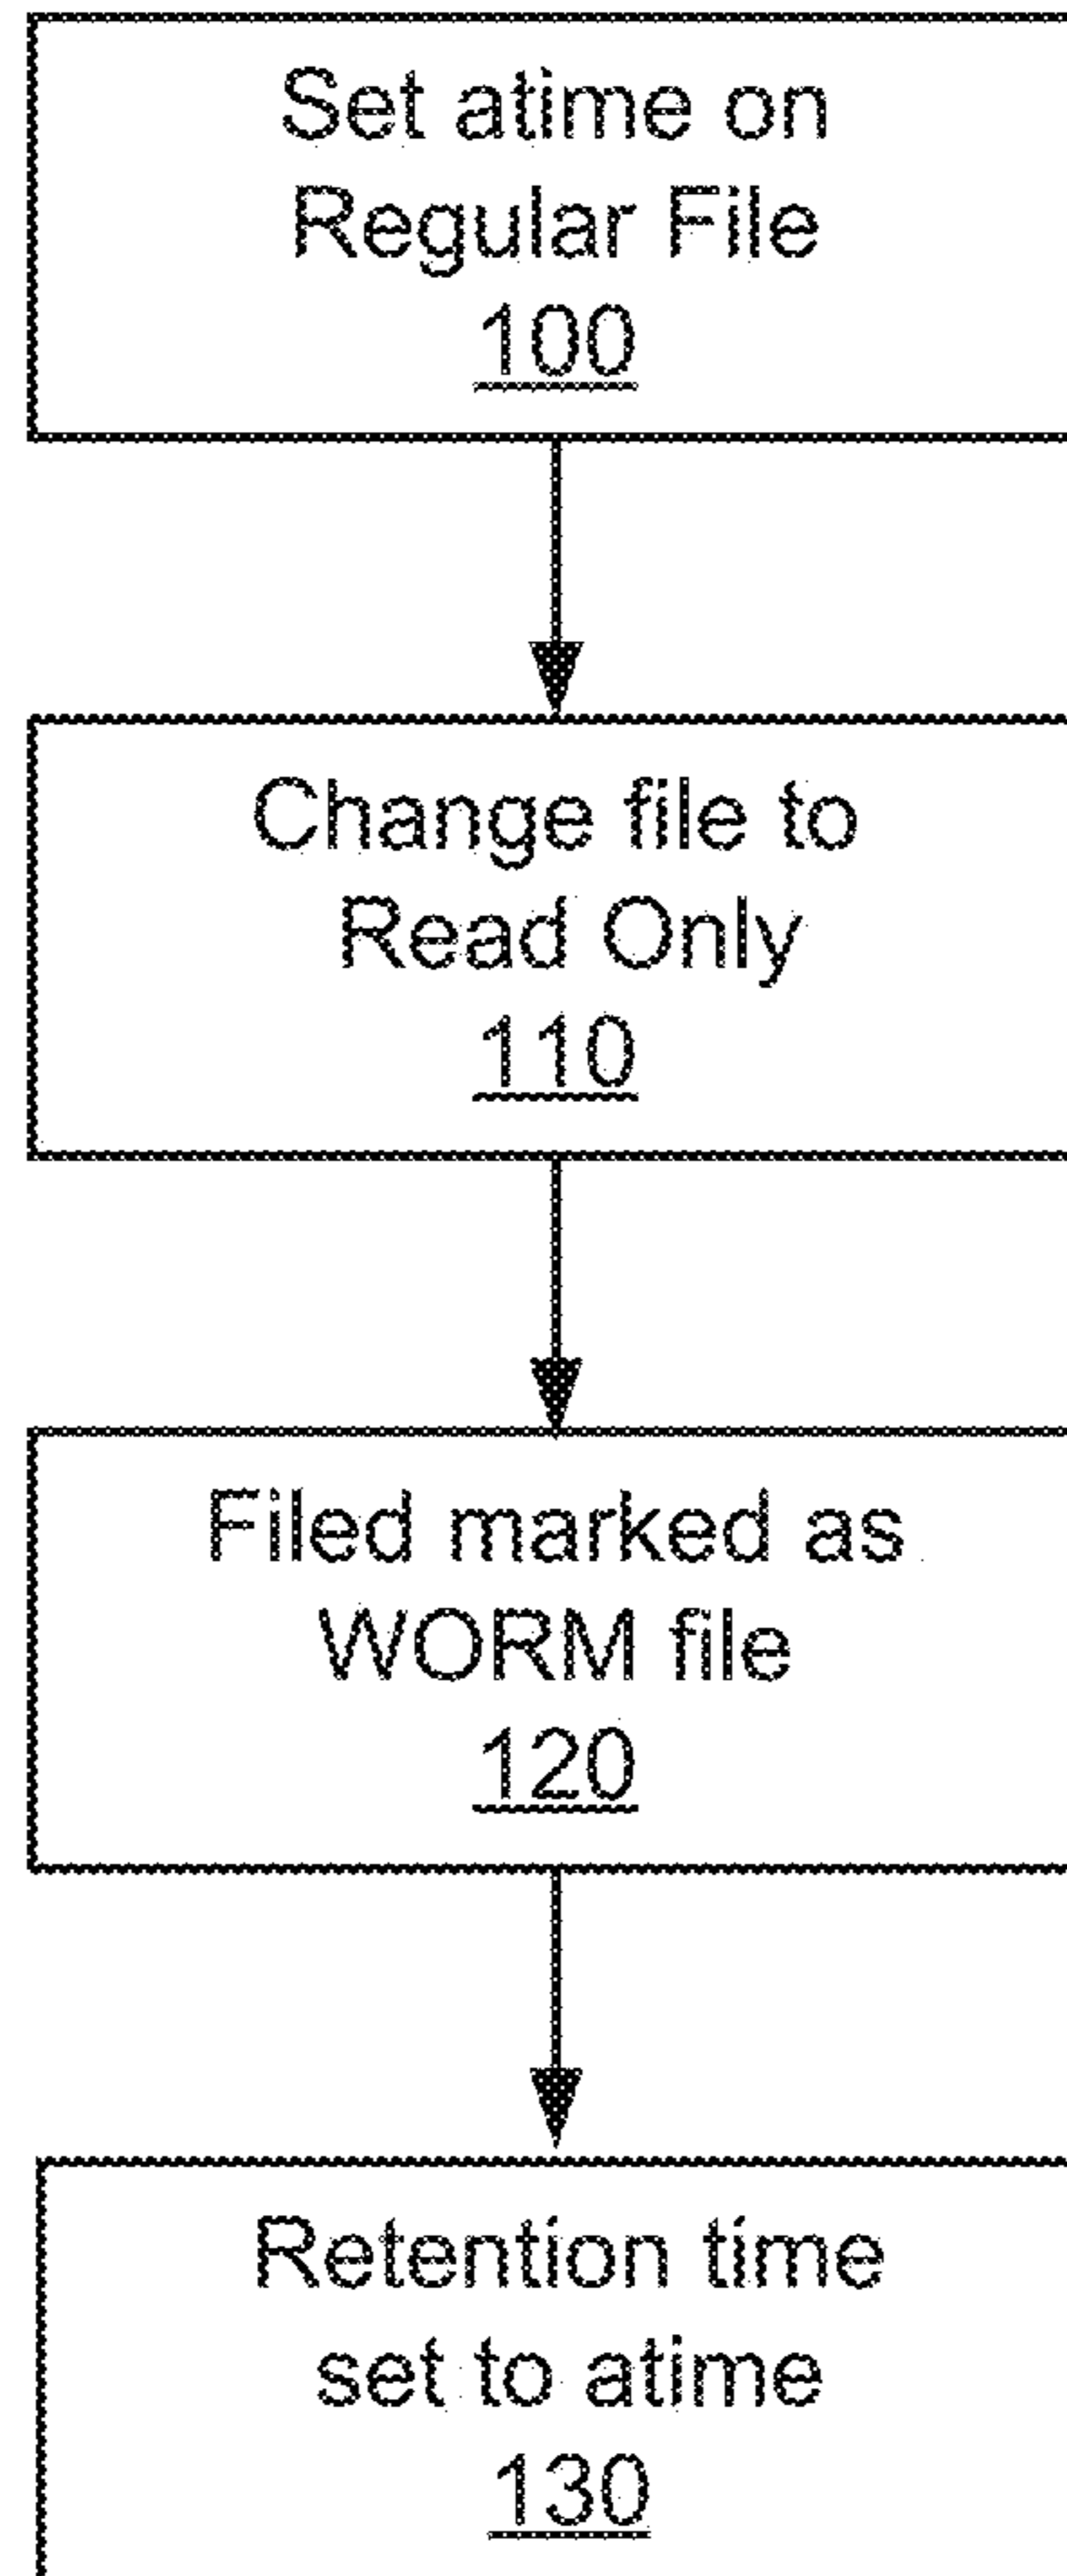 Set atime on
Regular File
100
Change file to
Read Only
110
Filed marked as
WORM file
120
Retention time
set to atime
130